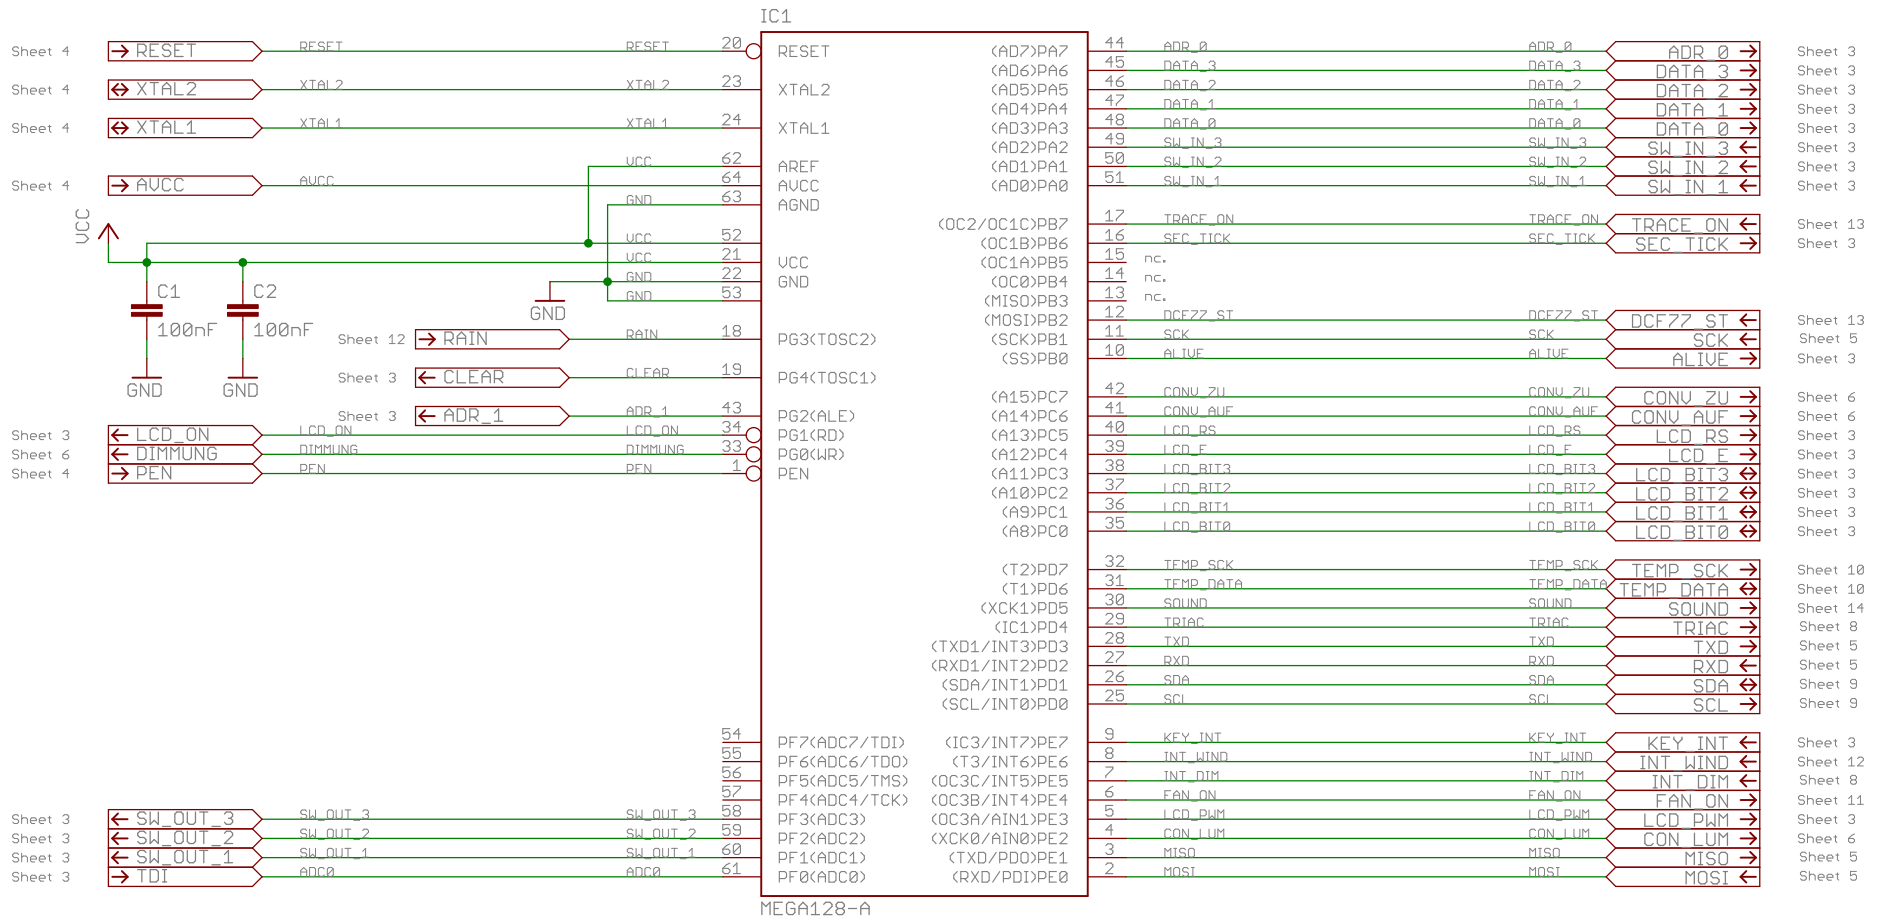 IC1
Sheet 4 RESET RESET RESET 20 RESET (AD7)PA7 44 ADR_0 ADR_0 ADR_0 Sheet 3
(AD6)PA6 45 DATA_3 DATA_3 DATA_3 Sheet 3
Sheet 4 XTAL2 XTAL2 XTAL2 23 XTAL2 (AD5)PA5 46 DATA_2 DATA_2 DATA_2 Sheet 3
(AD4)PA4 47 DATA_1 DATA_1 DATA_1 Sheet 3
Sheet 4 XTAL1 XTAL1 XTAL1 24 XTAL1 (AD3)PA3 48 DATA_0 DATA_0 DATA_0 Sheet 3
(AD2)PA2 49 SW_IN_3 SW_IN_3 SW_IN_3 Sheet 3
VCC 62 AREF (AD1)PA1 50 SW_IN_2 SW_IN_2 SW_IN_2 Sheet 3
Sheet 4 AVCC AVCC 64 AVCC (AD0)PA0 51 SW_IN_1 SW_IN_1 SW_IN_1 Sheet 3
GND 63 AGND
VCC (OC2/OC1C)PB7 17 TRACE_ON TRACE_ON TRACE_ON Sheet 13
VCC 52 (OC1B)PB6 16 SEC_TICK SEC_TICK SEC_TICK Sheet 3
VCC 21 VCC (OC1A)PB5 15 nc.
GND 22 GND (OC0)PB4 14 nc.
C1 C2 GND 53 (MISO)PB3 13 nc.
GND (MOSI)PB2 12 DCF77_ST DCF77_ST DCF77_ST Sheet 13
100nF 100nF Sheet 12 RAIN RAIN 18 PG3(TOSC2) (SCK)PB1 11 SCK SCK SCK Sheet 5
(SS)PB0 10 ALIVE ALIVE ALIVE Sheet 3
Sheet 3 CLEAR CLEAR 19 PG4(TOSC1)
GND GND (A15)PC7 42 CONV_ZU CONV_ZU CONV_ZU Sheet 6
Sheet 3 ADR_1 ADR_1 43 PG2(ALE) (A14)PC6 41 CONV_AUF CONV_AUF CONV_AUF Sheet 6
Sheet 3 LCD_ON LCD_ON LCD_ON 34 PG1(RD) (A13)PC5 40 LCD_RS LCD_RS LCD_RS Sheet 3
Sheet 6 DIMMUNG DIMMUNG DIMMUNG 33 PG0(WR) (A12)PC4 39 LCD_E LCD_E LCD_E Sheet 3
Sheet 4 PEN PEN PEN 1 PEN (A11)PC3 38 LCD_BIT3 LCD_BIT3 LCD_BIT3 Sheet 3
(A10)PC2 37 LCD_BIT2 LCD_BIT2 LCD_BIT2 Sheet 3
(A9)PC1 36 LCD_BIT1 LCD_BIT1 LCD_BIT1 Sheet 3
(A8)PC0 35 LCD_BIT0 LCD_BIT0 LCD_BIT0 Sheet 3
(T2)PD7 32 TEMP_SCK TEMP_SCK TEMP_SCK Sheet 10
(T1)PD6 31 TEMP_DATA TEMP_DATA TEMP_DATA Sheet 10
(XCK1)PD5 30 SOUND SOUND SOUND Sheet 14
(IC1)PD4 29 TRIAC TRIAC TRIAC Sheet 8
(TXD1/INT3)PD3 28 TXD TXD TXD Sheet 5
(RXD1/INT2)PD2 27 RXD RXD RXD Sheet 5
(SDA/INT1)PD1 26 SDA SDA SDA Sheet 9
(SCL/INT0)PD0 25 SCL SCL SCL Sheet 9
54 PF7(ADC7/TDI) (IC3/INT7)PE7 9 KEY_INT KEY_INT KEY_INT Sheet 3
55 PF6(ADC6/TDO) (T3/INT6)PE6 8 INT_WIND INT_WIND INT_WIND Sheet 12
56 PF5(ADC5/TMS) (OC3C/INT5)PE5 7 INT_DIM INT_DIM INT_DIM Sheet 8
57 PF4(ADC4/TCK) (OC3B/INT4)PE4 6 FAN_ON FAN_ON FAN_ON Sheet 11
Sheet 3 SW_OUT_3 SW_OUT_3 SW_OUT_3 58 PF3(ADC3) (OC3A/AIN1)PE3 5 LCD_PWM LCD_PWM LCD_PWM Sheet 3
Sheet 3 SW_OUT_2 SW_OUT_2 SW_OUT_2 59 PF2(ADC2) (XCK0/AIN0)PE2 4 CON_LUM CON_LUM CON_LUM Sheet 6
Sheet 3 SW_OUT_1 SW_OUT_1 SW_OUT_1 60 PF1(ADC1) (TXD/PDO)PE1 3 MISO MISO MISO Sheet 5
Sheet 3 TDI ADC0 ADC0 61 PF0(ADC0) (RXD/PDI)PE0 2 MOSI MOSI MOSI Sheet 5
MEGA128-A